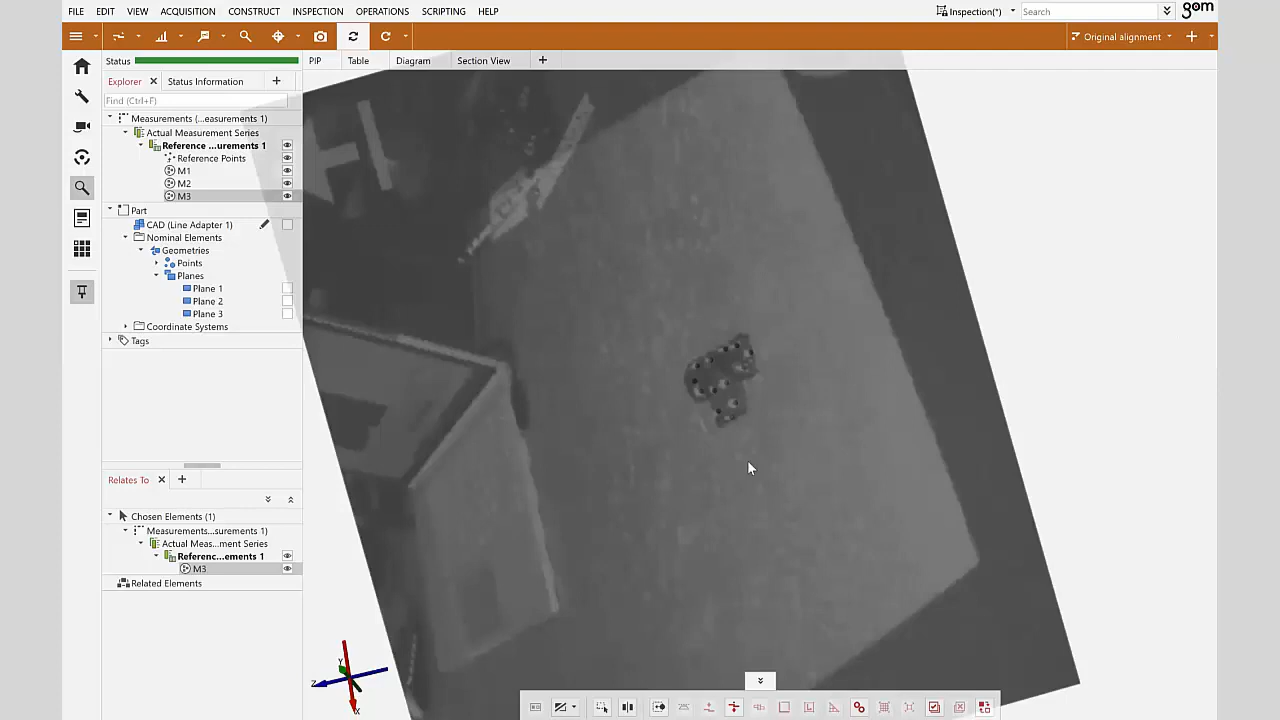 FILE EDIT VIEW ACQUISITION CONSTRUCT INSPECTION OPERATIONS SCRIPTING HELP Inspection(*) Search gom
Original alignment
Status PIP Table Diagram Section View
Explorer Status Information
Find (Ctrl+F)
Measurements (...easurements 1)
Actual Measurement Series
Reference ...urements 1
Reference Points
M1
M2
M3
Part
CAD (Line Adapter 1)
Nominal Elements
Geometries
Points
Planes
Plane 1
Plane 2
Plane 3
Coordinate Systems
Tags
Relates To
Chosen Elements (1)
Measurements...surements 1)
Actual Meas...ment Series
Referenc...ements 1
M3
Related Elements
Y
Z
X